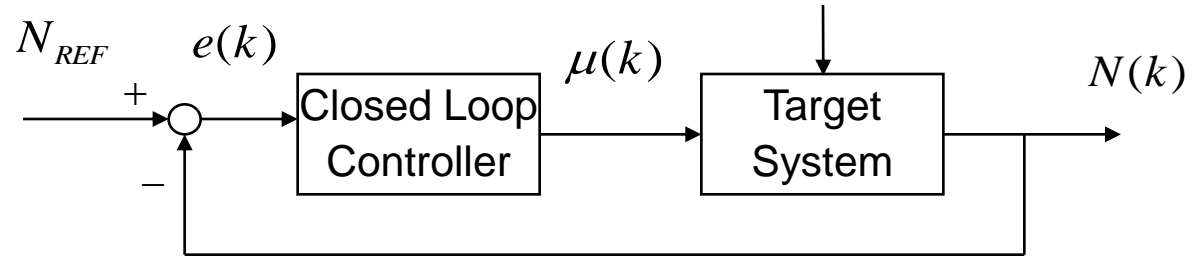 N_REF
e(k)
μ(k)
N(k)
+
Closed Loop
Controller
Target
System
−